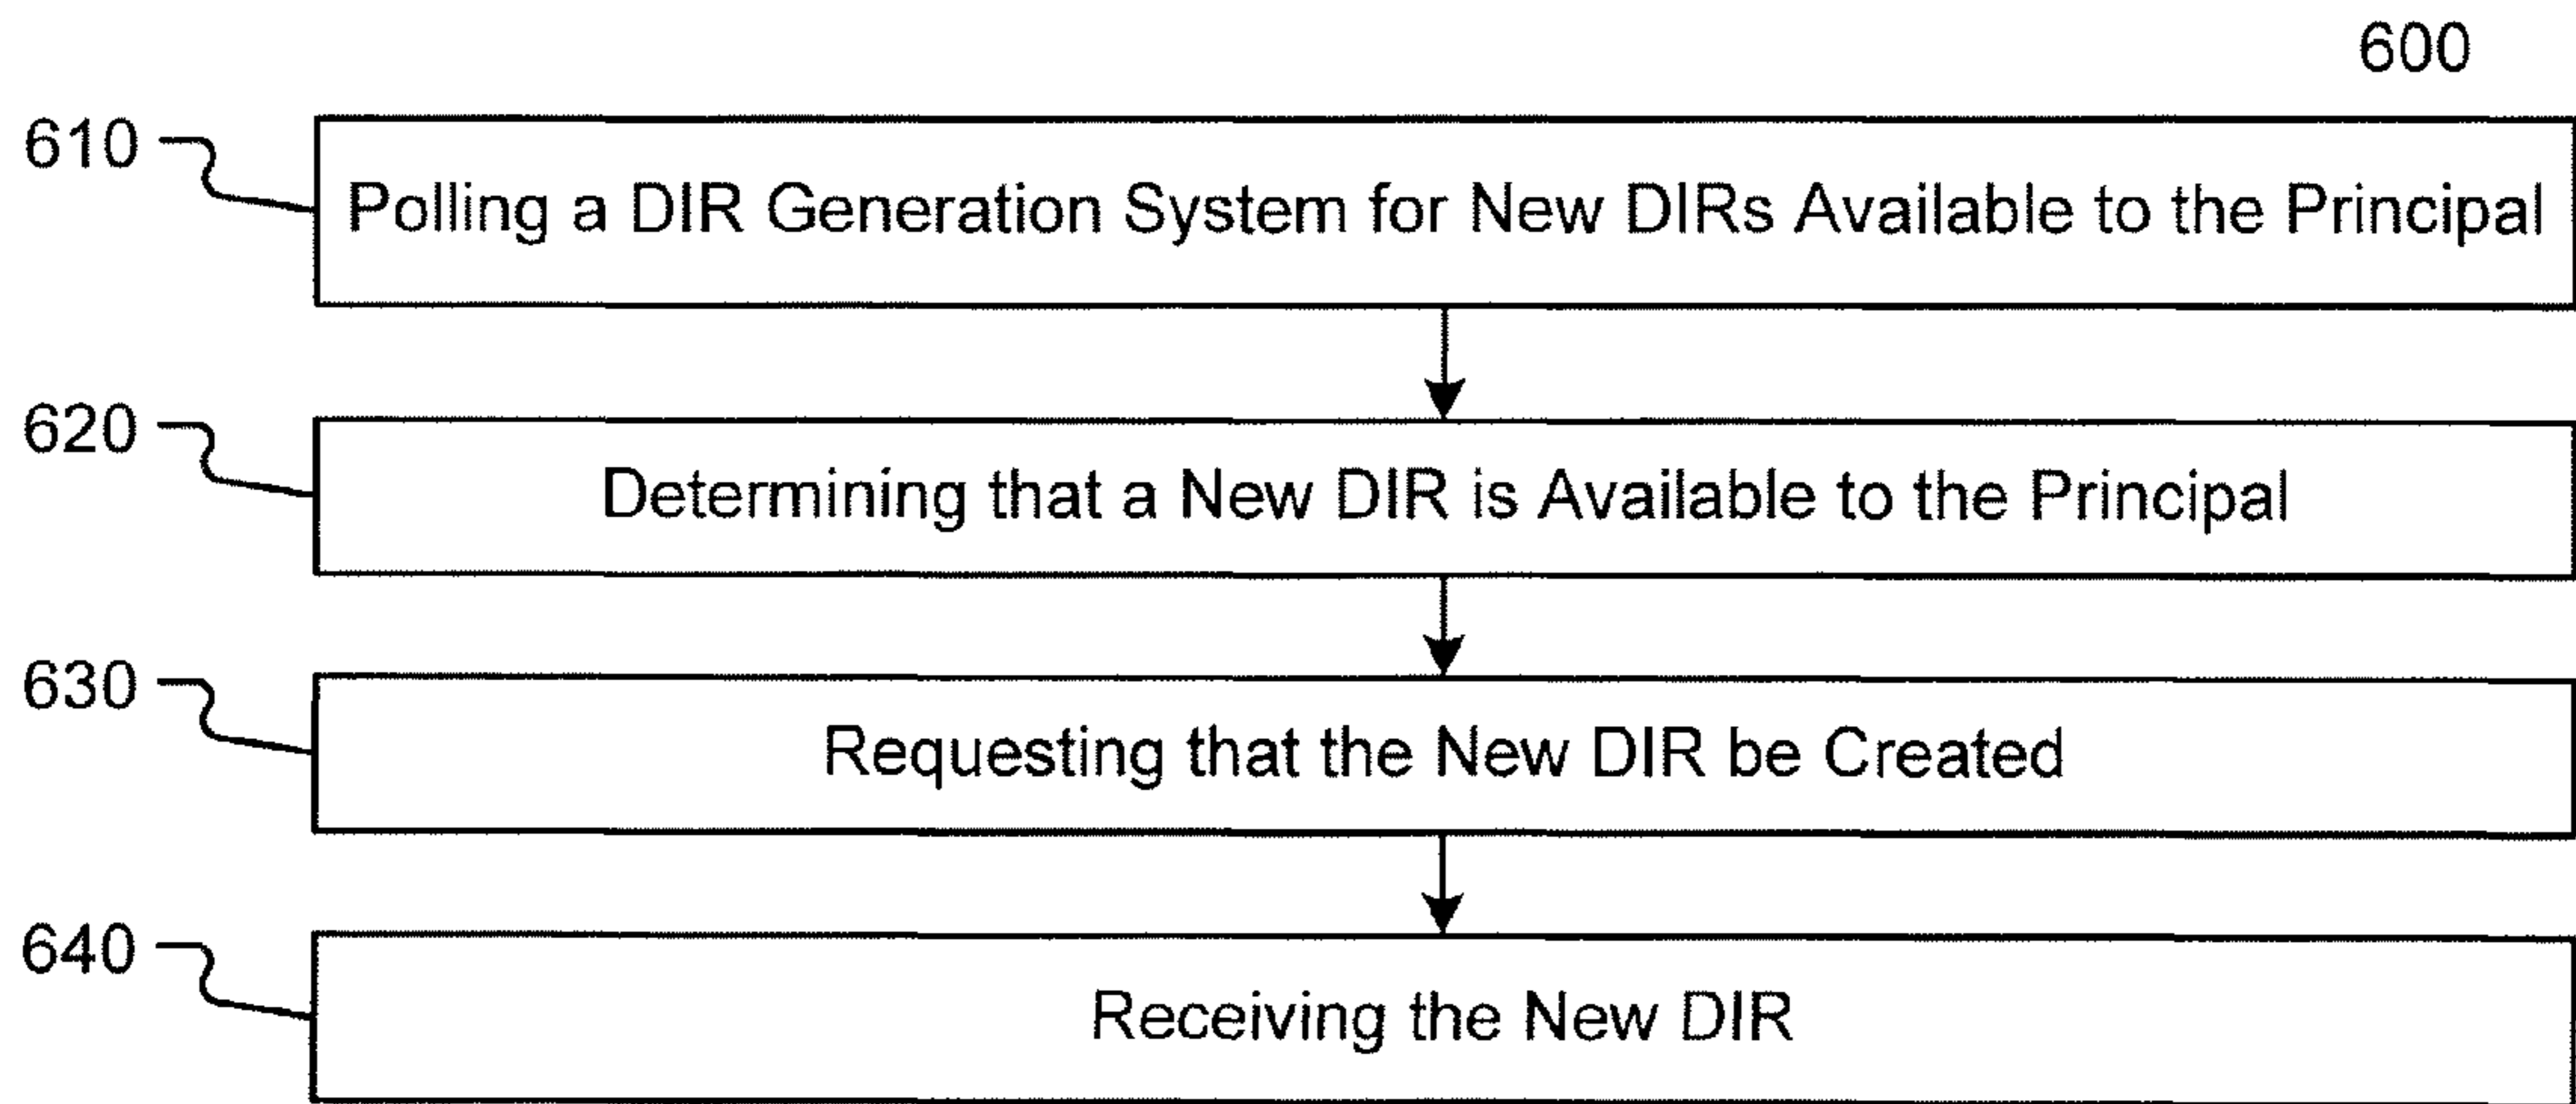 600
610
Polling a DIR Generation System for New DIRs Available to the Principal
620
Determining that a New DIR is Available to the Principal
630
Requesting that the New DIR be Created
640
Receiving the New DIR